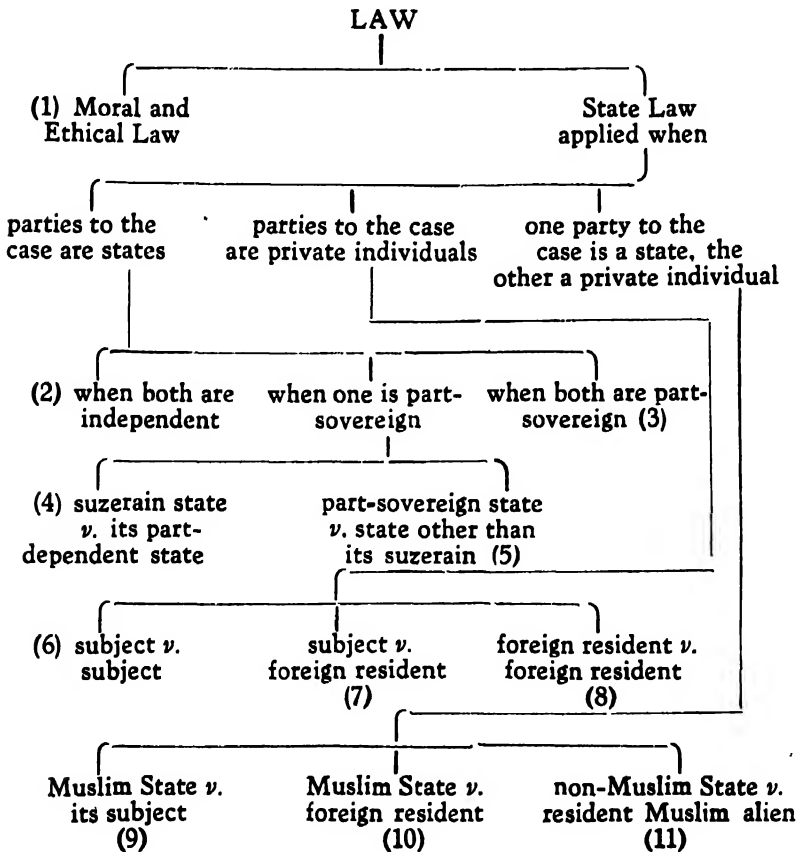 LAW
(1) Moral and
Ethical Law
State Law
applied when
parties to the
case are states
parties to the case
are private individuals
one party to the
case is a state, the
other a private individual
(2) when both are
independent
when one is part-
sovereign
when both are part-
sovereign (3)
(4) suzerain state
v. its part-
dependent state
part-sovereign state
v. state other than
its suzerain (5)
(6) subject v.
subject
subject v.
foreign resident
(7)
foreign resident v.
foreign resident
(8)
Muslim State v.
its subject
(9)
Muslim State v.
foreign resident
(10)
non-Muslim State v.
resident Muslim alien
(11)